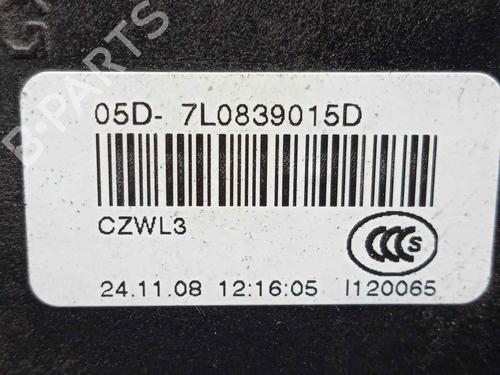 05D- 7L0839015D
CZWL3
CCC S
24.11.08 12:16:05 I120065
B-PARTS